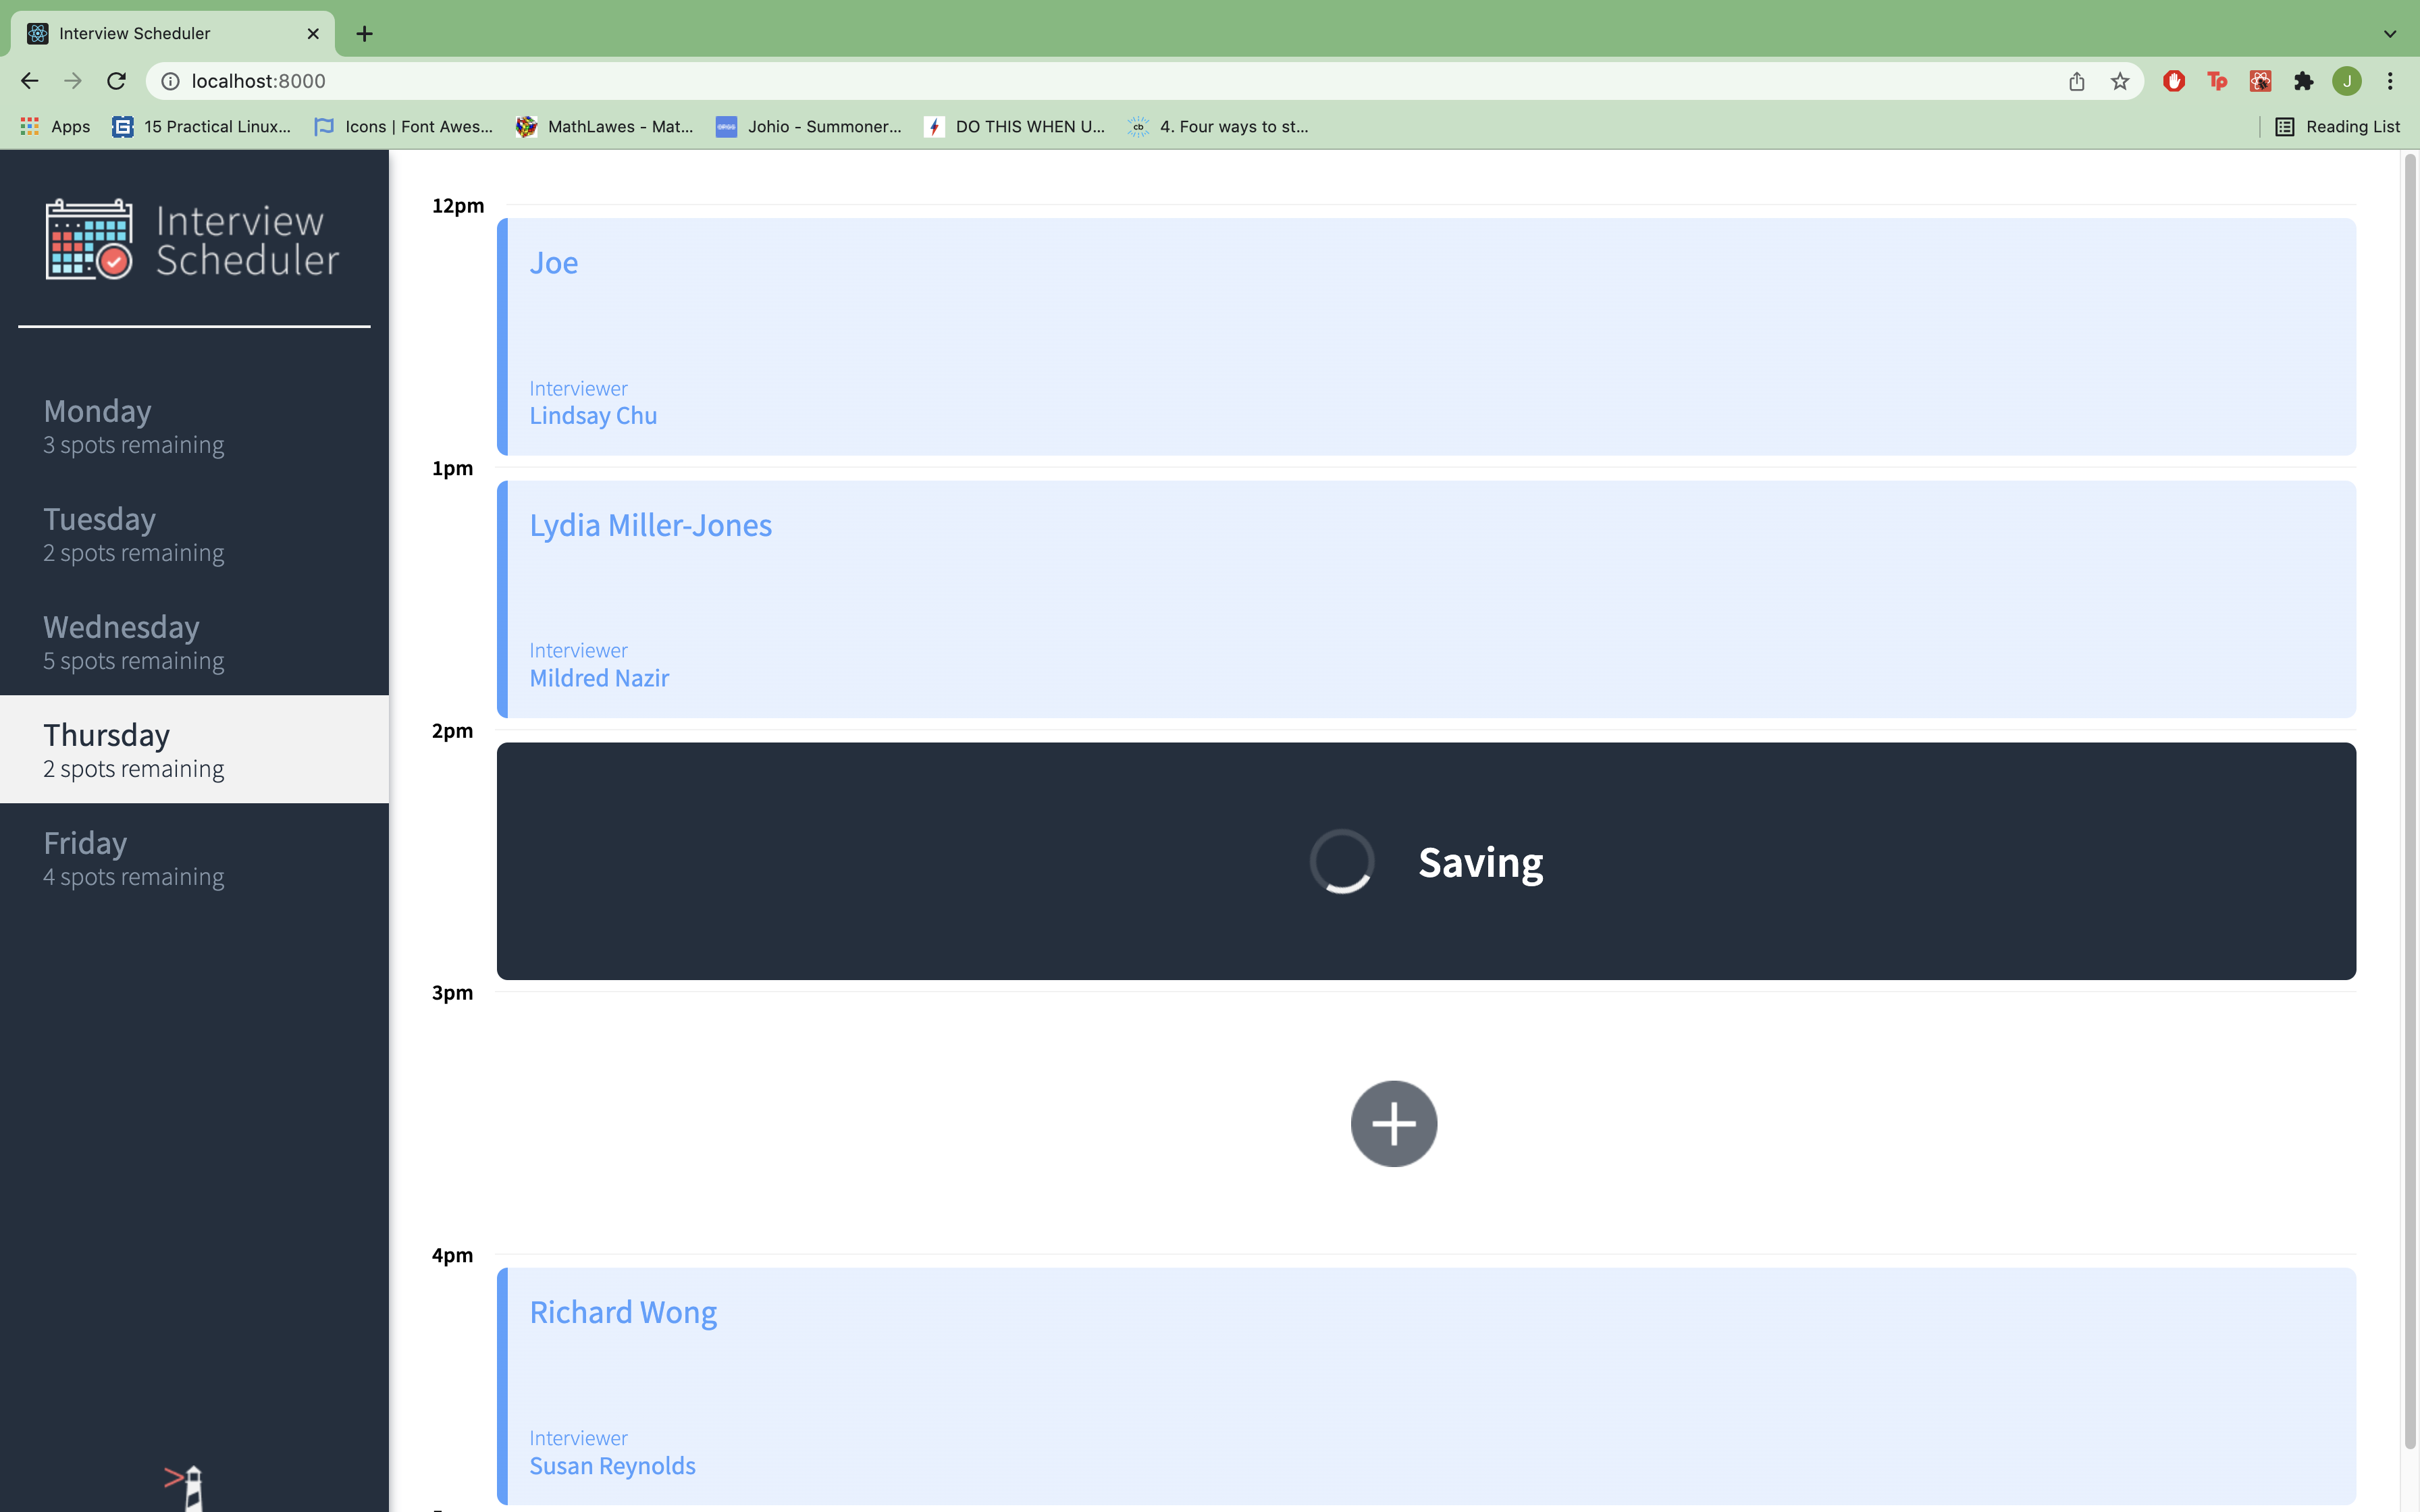 Interview Scheduler
localhost:8000
J
Apps
15 Practical Linux...
Icons | Font Awes...
MathLawes - Mat...
OP.GG
Johio - Summoner...
DO THIS WHEN U...
cb
4. Four ways to st...
Reading List
Interview
Scheduler
Monday
3 spots remaining
Tuesday
2 spots remaining
Wednesday
5 spots remaining
Thursday
2 spots remaining
Friday
4 spots remaining
12pm
Joe
Interviewer
Lindsay Chu
1pm
Lydia Miller-Jones
Interviewer
Mildred Nazir
2pm
Saving
3pm
4pm
Richard Wong
Interviewer
Susan Reynolds